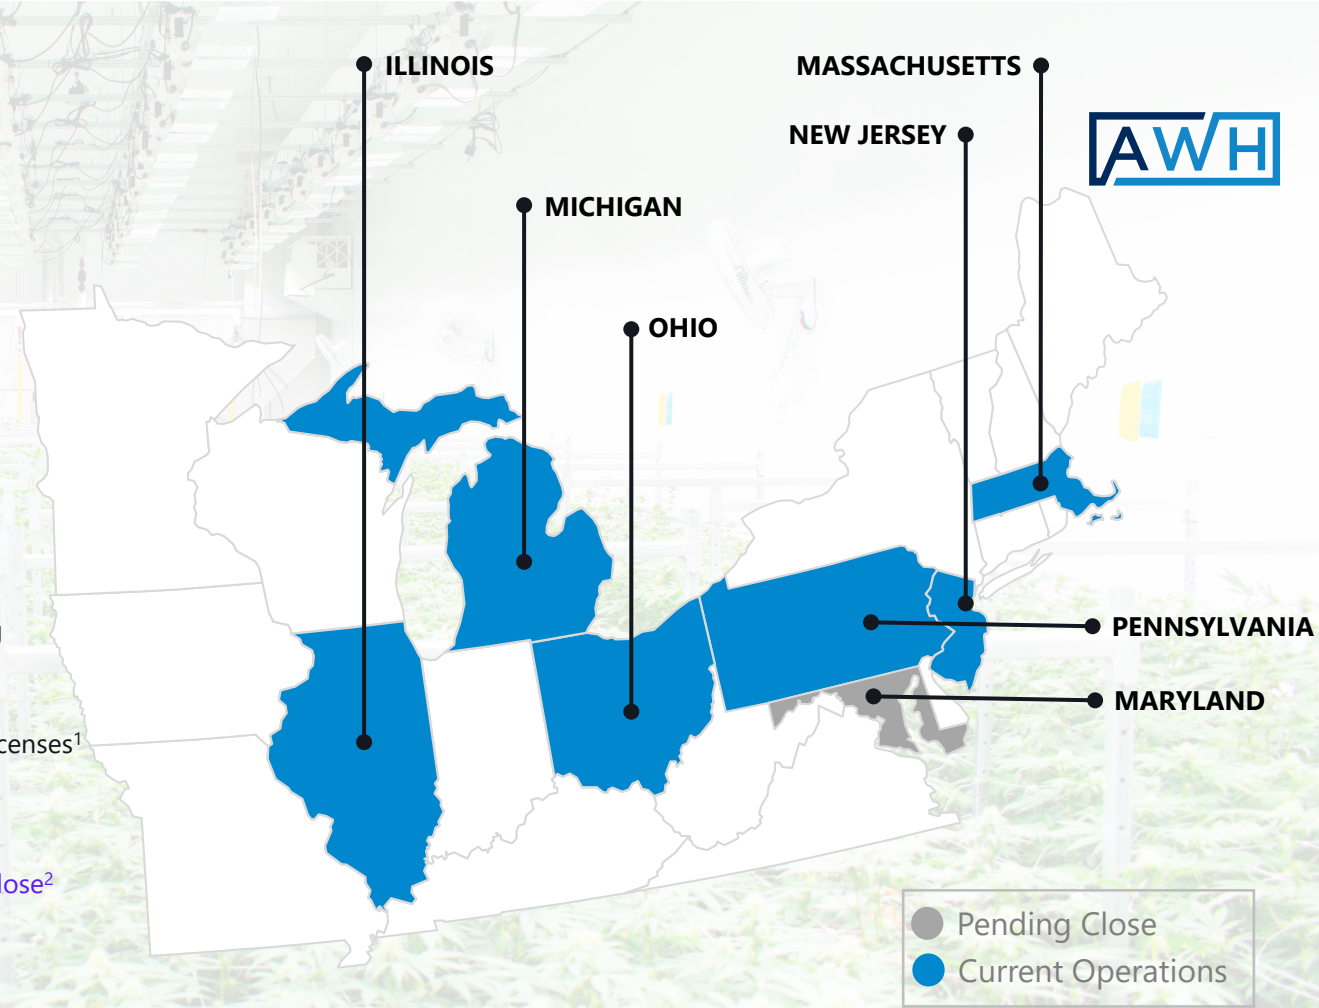 ILLINOIS
MASSACHUSETTS
NEW JERSEY
AWH
MICHIGAN
OHIO
PENNSYLVANIA
MARYLAND
censes¹
lose²
Pending Close
Current Operations